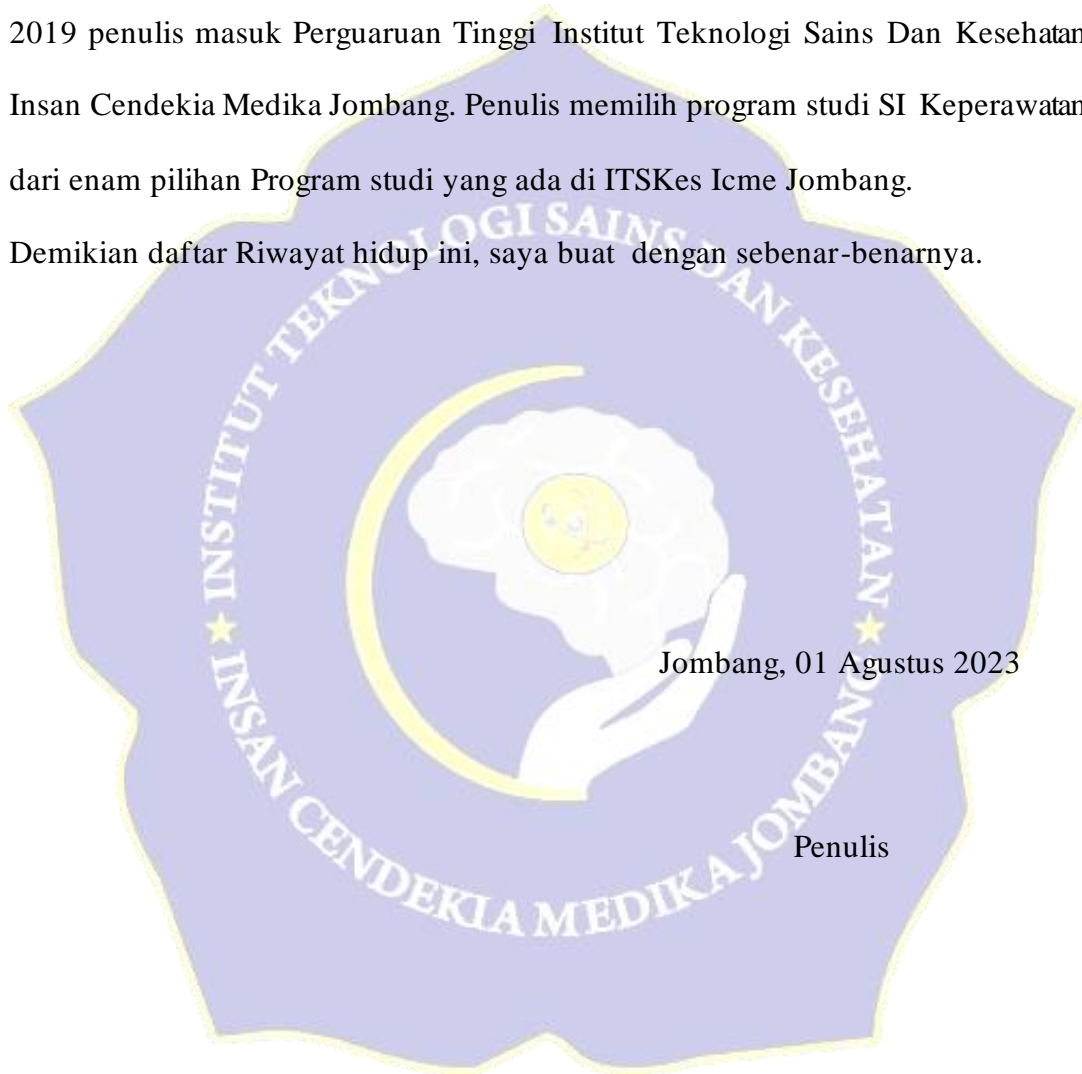 2019 penulis masuk Perguaruan Tinggi Institut Teknologi Sains Dan Kesehatan
Insan Cendekia Medika Jombang. Penulis memilih program studi SI Keperawatan
dari enam pilihan Program studi yang ada di ITSKes Icme Jombang.
Demikian daftar Riwayat hidup ini, saya buat dengan sebenar-benarnya.
INSTITUT TEKNOLOGI SAINS DAN KESEHATAN
INSAN CENDEKIA MEDIKA JOMBANG
Jombang, 01 Agustus 2023
Penulis